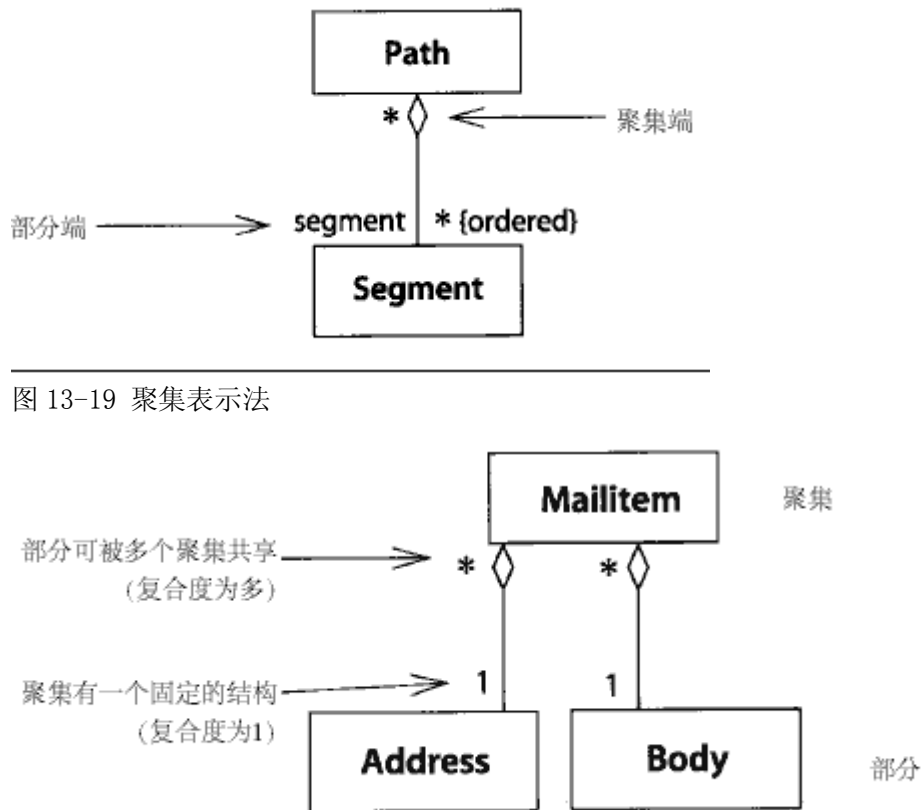 Path
*
聚集端
部分端
segment * {ordered}
Segment
图 13-19 聚集表示法
Mailitem
聚集
部分可被多个聚集共享
(复合度为多)
* *
聚集有一个固定的结构
(复合度为1)
1 1
Address
Body
部分